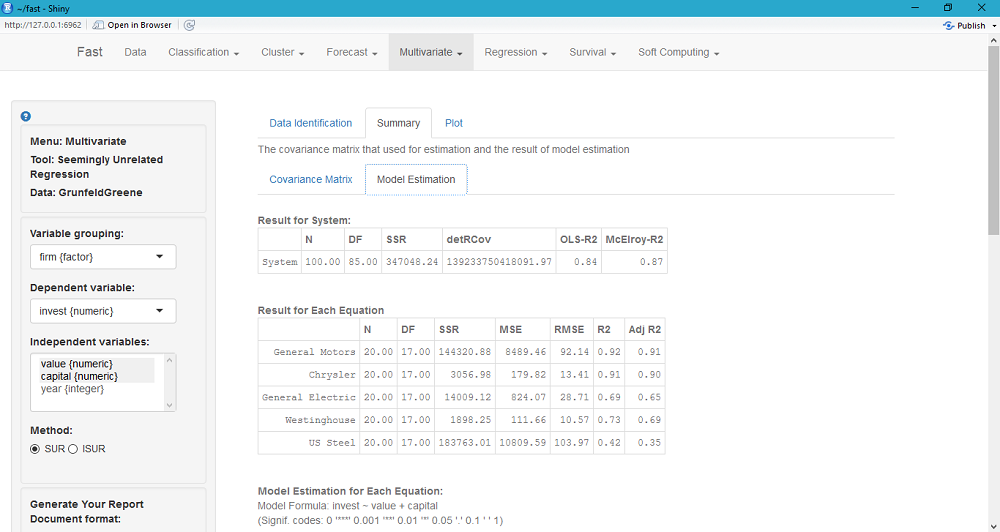 ~/fast - Shiny
http://127.0.0.1:6962 Open in Browser Publish
Fast Data Classification Cluster Forecast Multivariate Regression Survival Soft Computing
Menu: Multivariate
Tool: Seemingly Unrelated
Regression
Data: GrunfeldGreene
Variable grouping:
firm {factor}
Dependent variable:
invest {numeric}
Independent variables:
value {numeric}
capital {numeric}
year {integer}
Method:
SUR ISUR
Generate Your Report
Document format:
Data Identification Summary Plot
The covariance matrix that used for estimation and the result of model estimation
Covariance Matrix Model Estimation
Result for System:
N DF SSR detRCov OLS-R2 McElroy-R2
System 100.00 85.00 347048.24 139233750418091.97 0.84 0.87
Result for Each Equation
N DF SSR MSE RMSE R2 Adj R2
General Motors 20.00 17.00 144320.88 8489.46 92.14 0.92 0.91
Chrysler 20.00 17.00 3056.98 179.82 13.41 0.91 0.90
General Electric 20.00 17.00 14009.12 824.07 28.71 0.69 0.65
Westinghouse 20.00 17.00 1898.25 111.66 10.57 0.73 0.69
US Steel 20.00 17.00 183763.01 10809.59 103.97 0.42 0.35
Model Estimation for Each Equation:
Model Formula: invest ~ value + capital
(Signif. codes: 0 '***' 0.001 '**' 0.01 '*' 0.05 '.' 0.1 ' ' 1)